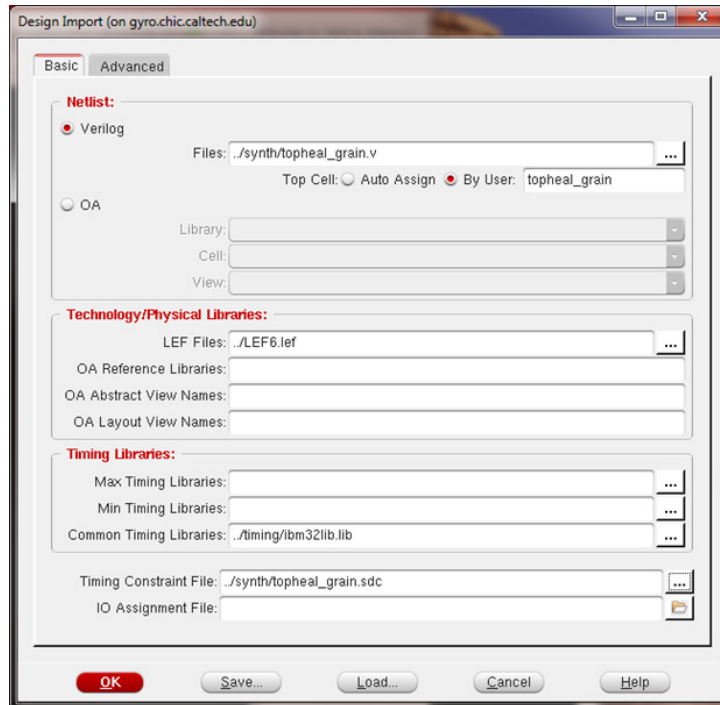 Design Import (on gyro.chic.caltech.edu)
Basic Advanced
Netlist:
Verilog
Files: ../synth/topheal_grain.v ...
Top Cell: Auto Assign By User: topheal_grain
OA
Library:
Cell:
View:
Technology/Physical Libraries:
LEF Files: ../LEF6.lef ...
OA Reference Libraries:
OA Abstract View Names:
OA Layout View Names:
Timing Libraries:
Max Timing Libraries: ...
Min Timing Libraries: ...
Common Timing Libraries: ../timing/ibm32lib.lib ...
Timing Constraint File: ../synth/topheal_grain.sdc ...
IO Assignment File:
OK Save... Load... Cancel Help